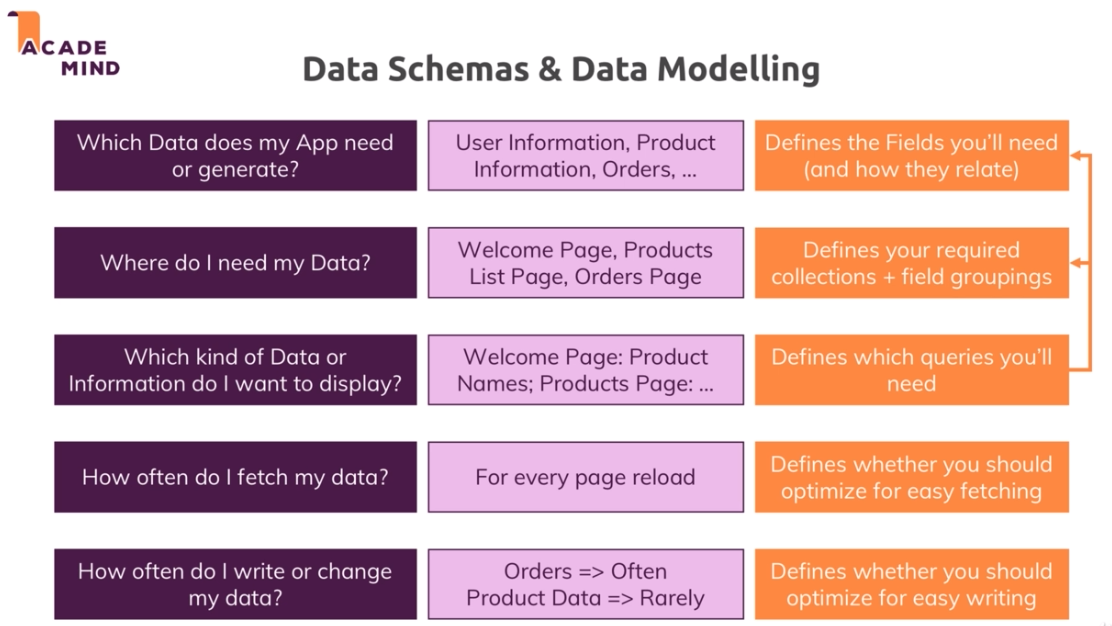 ACADE
MIND
Data Schemas & Data Modelling
Which Data does my App need
or generate?
User Information, Product
Information, Orders, ...
Defines the Fields you'll need
(and how they relate)
Where do I need my Data?
Welcome Page, Products
List Page, Orders Page
Defines your required
collections + field groupings
Which kind of Data or
Information do I want to display?
Welcome Page: Product
Names; Products Page: ...
Defines which queries you'll
need
How often do I fetch my data?
For every page reload
Defines whether you should
optimize for easy fetching
How often do I write or change
my data?
Orders => Often
Product Data => Rarely
Defines whether you should
optimize for easy writing